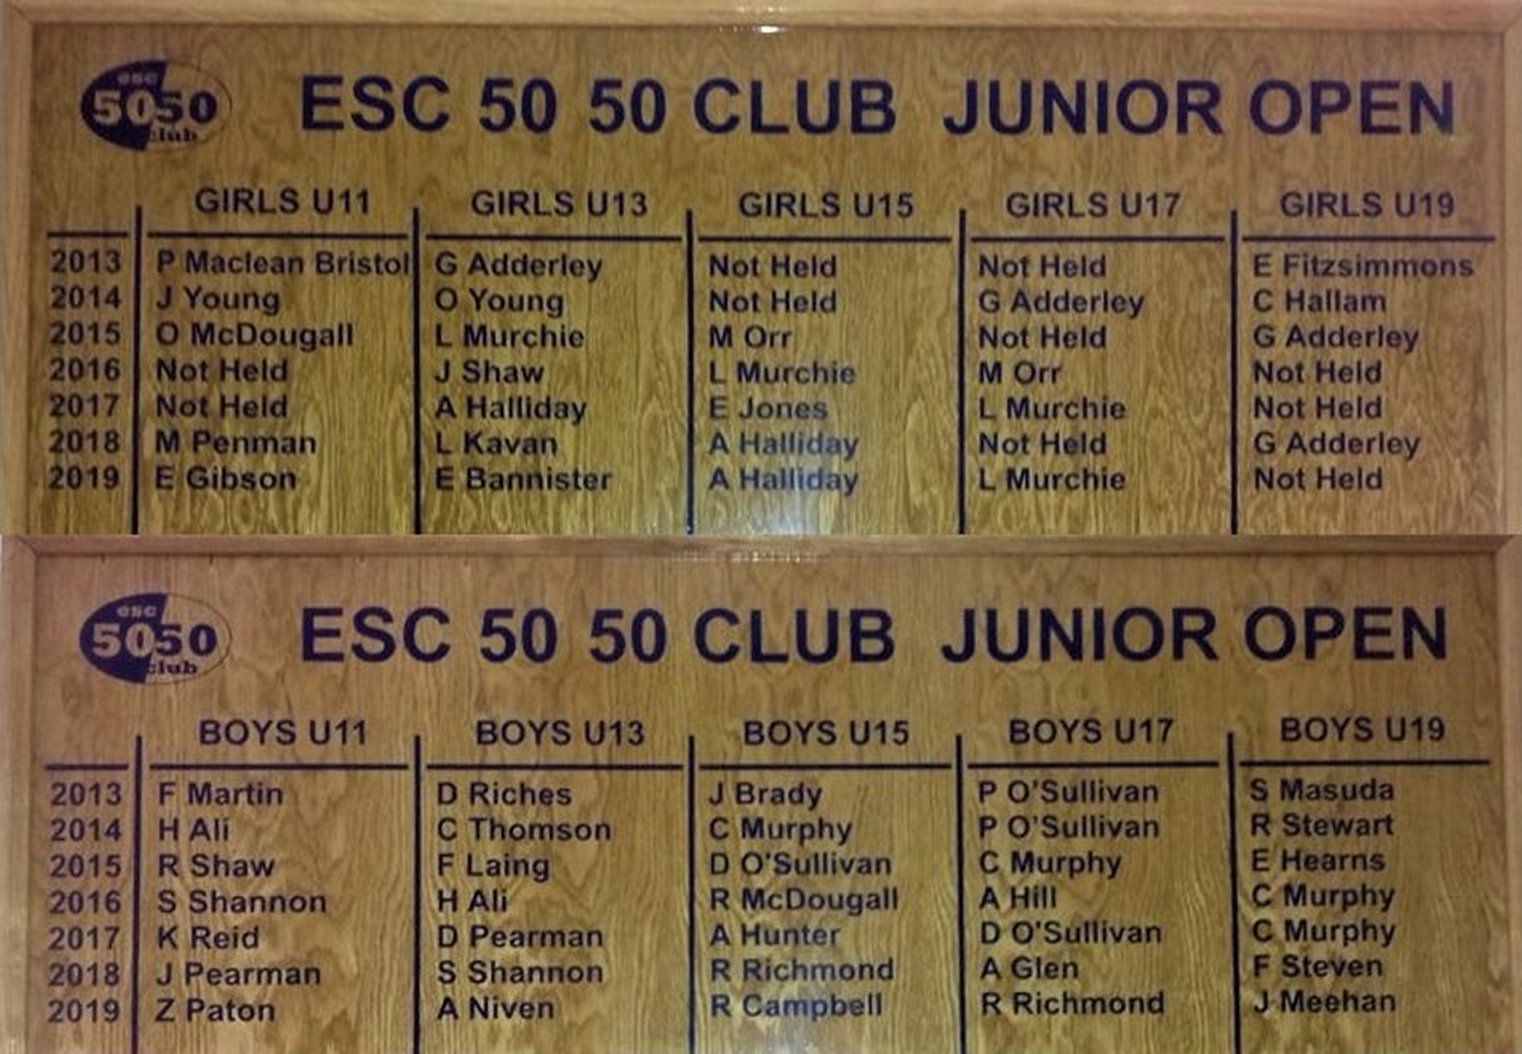 esc
5050
club
ESC 50 50 CLUB JUNIOR OPEN
GIRLS U11 GIRLS U13 GIRLS U15 GIRLS U17 GIRLS U19
2013 P Maclean Bristol G Adderley Not Held Not Held E Fitzsimmons
2014 J Young O Young Not Held G Adderley C Hallam
2015 O McDougall L Murchie M Orr Not Held G Adderley
2016 Not Held J Shaw L Murchie M Orr Not Held
2017 Not Held A Halliday E Jones L Murchie Not Held
2018 M Penman L Kavan A Halliday Not Held G Adderley
2019 E Gibson E Bannister A Halliday L Murchie Not Held
esc
5050
club
ESC 50 50 CLUB JUNIOR OPEN
BOYS U11 BOYS U13 BOYS U15 BOYS U17 BOYS U19
2013 F Martin D Riches J Brady P O'Sullivan S Masuda
2014 H Ali C Thomson C Murphy P O'Sullivan R Stewart
2015 R Shaw F Laing D O'Sullivan C Murphy E Hearns
2016 S Shannon H Ali R McDougall A Hill C Murphy
2017 K Reid D Pearman A Hunter D O'Sullivan C Murphy
2018 J Pearman S Shannon R Richmond A Glen F Steven
2019 Z Paton A Niven R Campbell R Richmond J Meehan